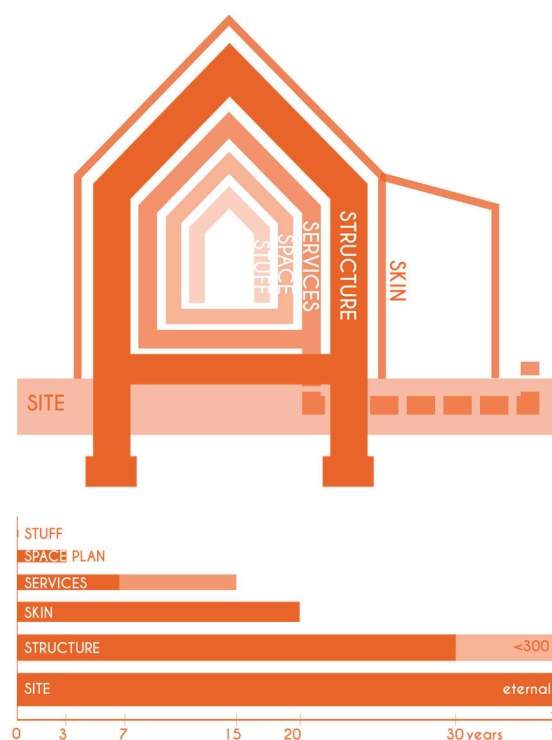 STUFF
SPACE
SERVICES
STRUCTURE
SKIN
SITE
STUFF
SPACE PLAN
SERVICES
SKIN
STRUCTURE <300
SITE eternal
0 3 7 15 20 30 years